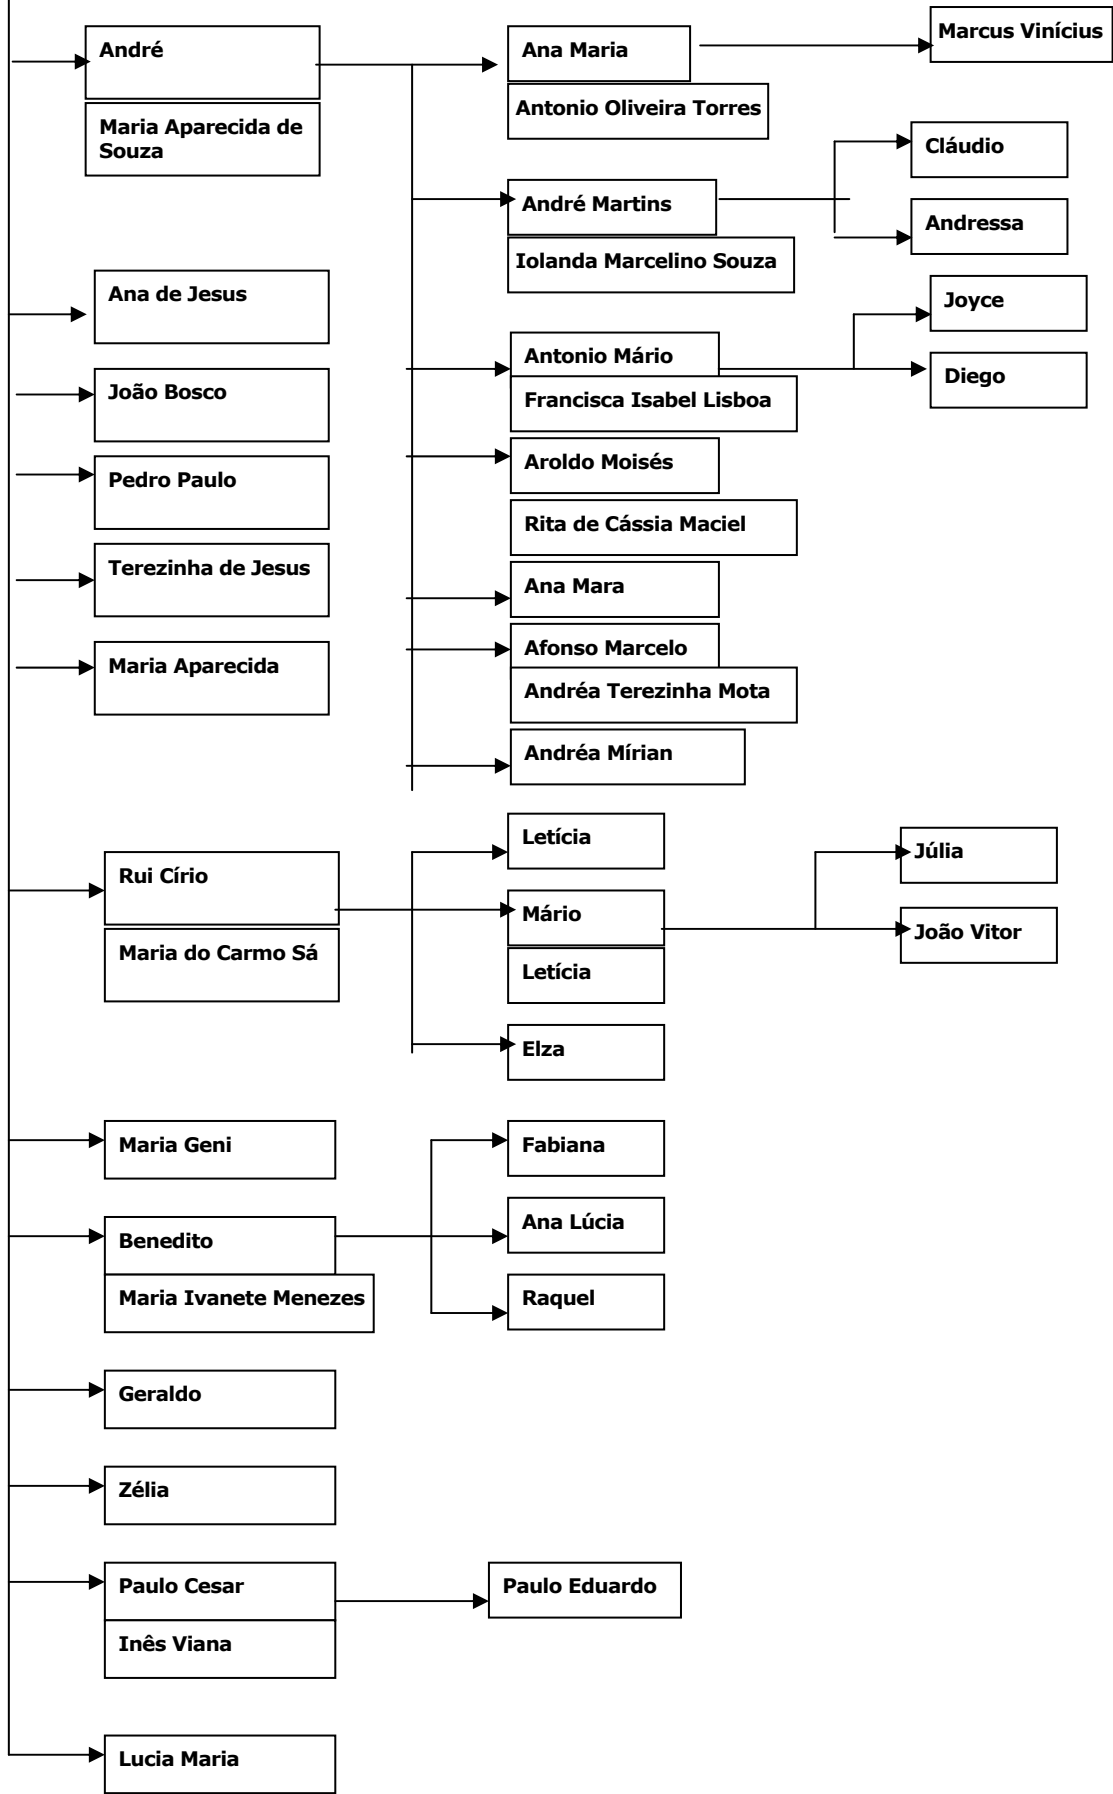 André
Maria Aparecida de
Souza
Ana Maria
Antonio Oliveira Torres
Marcus Vinícius
André Martins
Iolanda Marcelino Souza
Cláudio
Andressa
Antonio Mário
Francisca Isabel Lisboa
Joyce
Diego
Aroldo Moisés
Rita de Cássia Maciel
Ana Mara
Afonso Marcelo
Andréa Terezinha Mota
Andréa Mírian
Ana de Jesus
João Bosco
Pedro Paulo
Terezinha de Jesus
Maria Aparecida
Rui Círio
Maria do Carmo Sá
Letícia
Mário
Letícia
Júlia
João Vitor
Elza
Maria Geni
Benedito
Maria Ivanete Menezes
Fabiana
Ana Lúcia
Raquel
Geraldo
Zélia
Paulo Cesar
Inês Viana
Paulo Eduardo
Lucia Maria